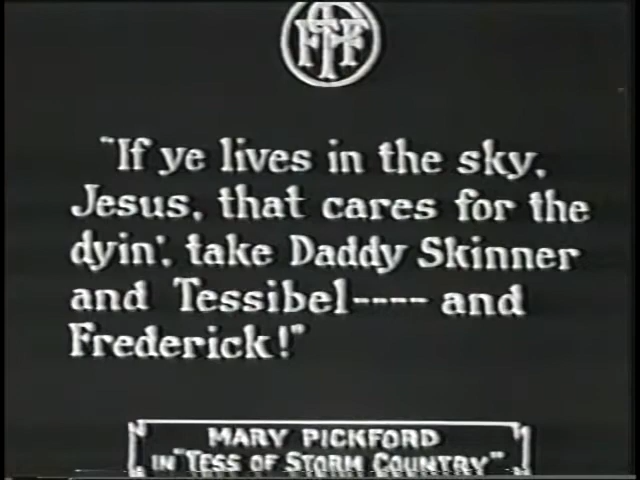 FTFF
"If ye lives in the sky,
Jesus, that cares for the
dyin', take Daddy Skinner
and Tessibel---- and
Frederick!"
MARY PICKFORD
IN "TESS OF STORM COUNTRY"